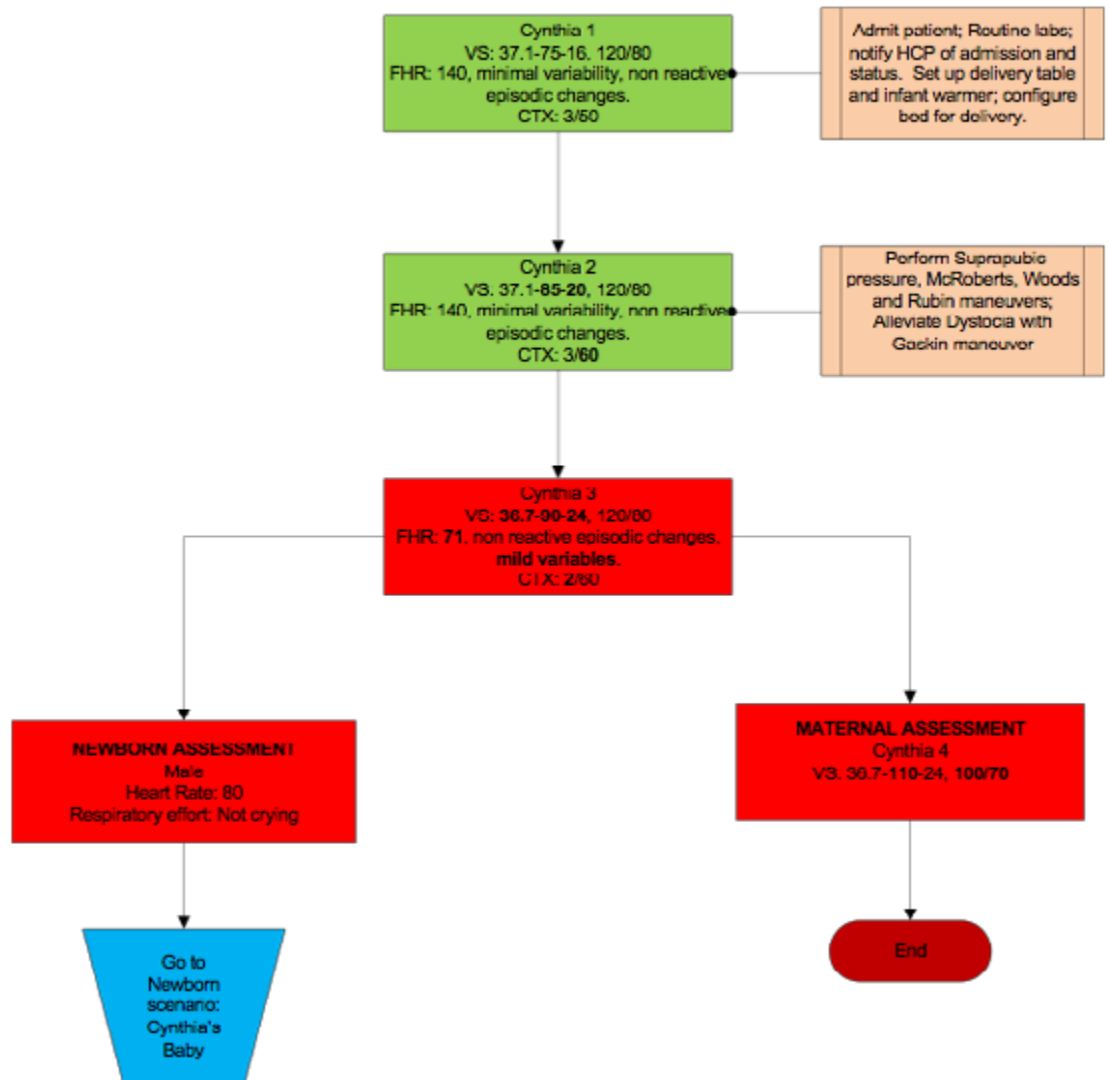 Cynthia 1
VS: 37.1-75-16. 120/80
FHR: 140, minimal variability, non reactive
episodic changes.
CTX: 3/50
Admit patient; Routine labs;
notify HCP of admission and
status. Set up delivery table
and infant warmer; configure
bed for delivery.
Cynthia 2
VS: 37.1-85-20, 120/80
FHR: 140, minimal variability, non reactive
episodic changes.
CTX: 3/60
Perform Suprapubic
pressure, McRoberts, Woods
and Rubin maneuvers;
Alleviate Dystocia with
Gaskin maneuver
Cynthia 3
VS: 36.7-90-24, 120/80
FHR: 71. non reactive episodic changes.
mild variables.
CTX: 2/60
NEWBORN ASSESSMENT
Male
Heart Rate: 80
Respiratory effort: Not crying
MATERNAL ASSESSMENT
Cynthia 4
VS: 36.7-110-24, 100/70
Go to
Newborn
scenario:
Cynthia's
Baby
End